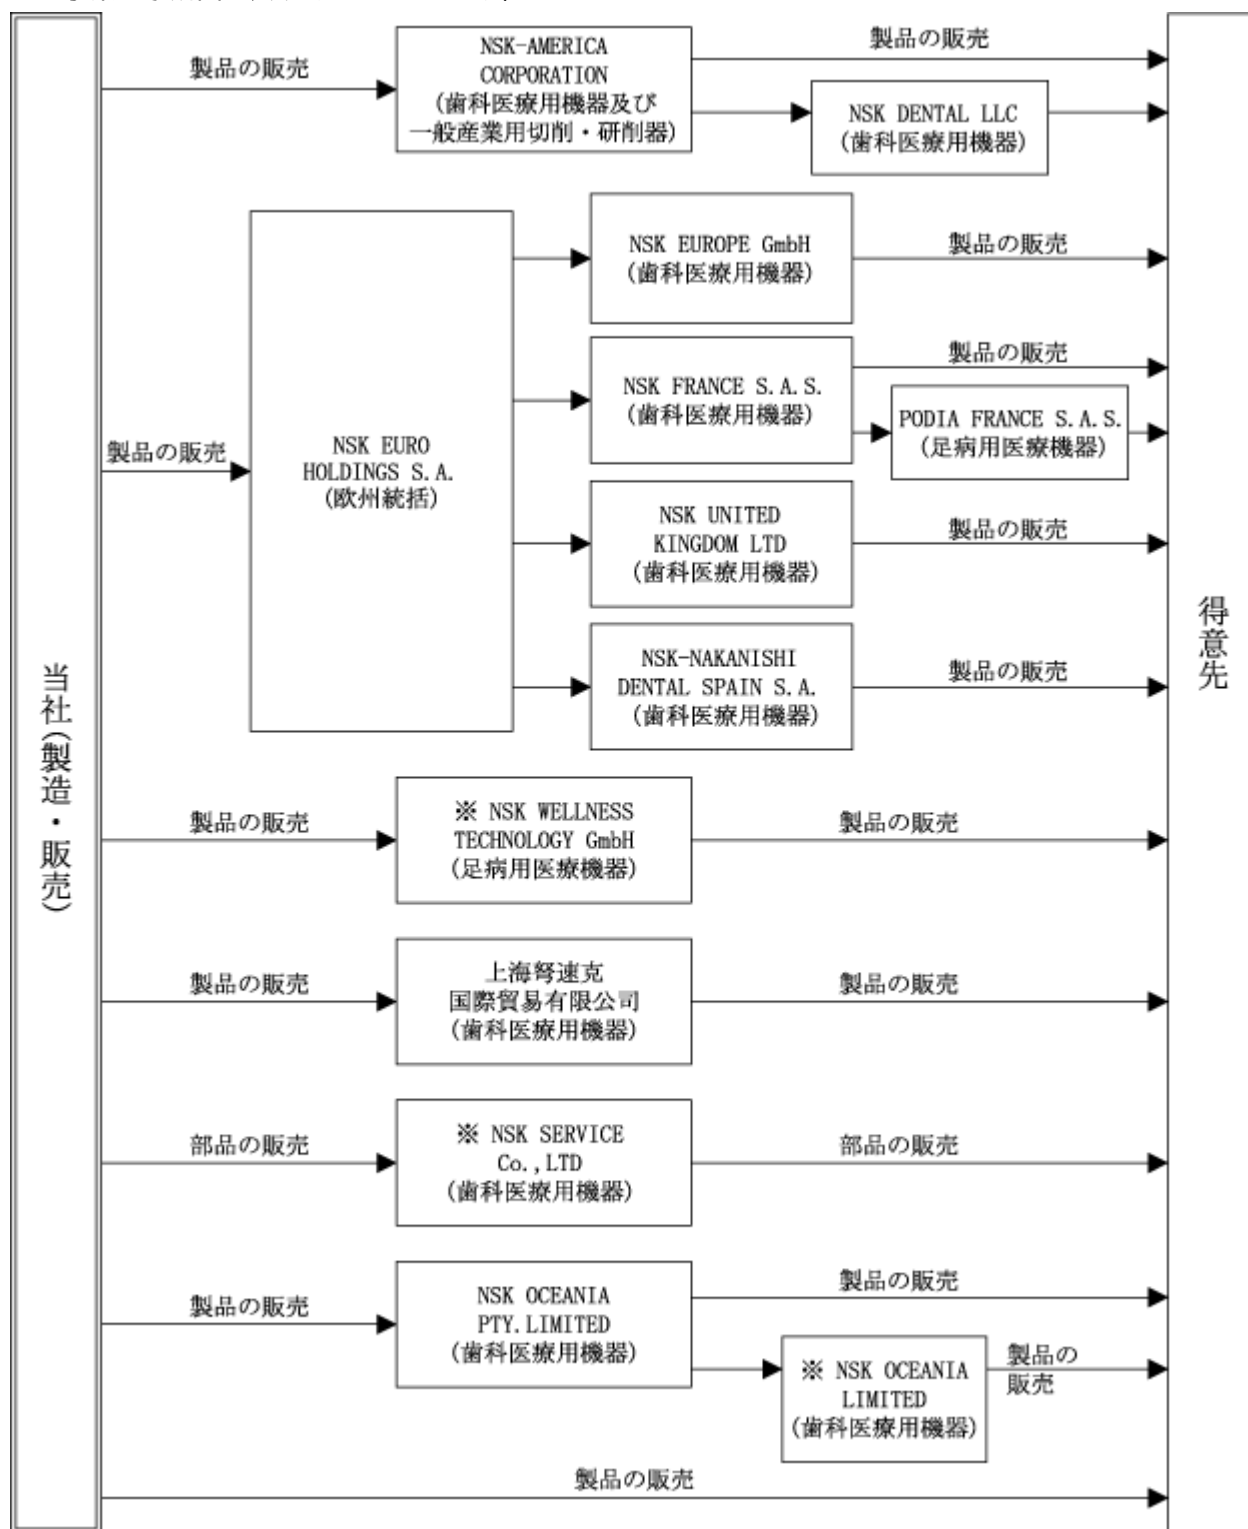 当社(製造・販売)
製品の販売
NSK-AMERICA
CORPORATION
(歯科医療用機器及び
一般産業用切削・研削器)
製品の販売
NSK DENTAL LLC
(歯科医療用機器)
製品の販売
NSK EURO
HOLDINGS S.A.
(欧州統括)
NSK EUROPE GmbH
(歯科医療用機器)
製品の販売
NSK FRANCE S.A.S.
(歯科医療用機器)
製品の販売
PODIA FRANCE S.A.S.
(足病用医療機器)
NSK UNITED
KINGDOM LTD
(歯科医療用機器)
製品の販売
NSK-NAKANISHI
DENTAL SPAIN S.A.
(歯科医療用機器)
製品の販売
製品の販売
※ NSK WELLNESS
TECHNOLOGY GmbH
(足病用医療機器)
製品の販売
製品の販売
上海弩速克
国際貿易有限公司
(歯科医療用機器)
製品の販売
部品の販売
※ NSK SERVICE
Co.,LTD
(歯科医療用機器)
部品の販売
製品の販売
NSK OCEANIA
PTY.LIMITED
(歯科医療用機器)
製品の販売
※ NSK OCEANIA
LIMITED
(歯科医療用機器)
製品の
販売
製品の販売
得意先